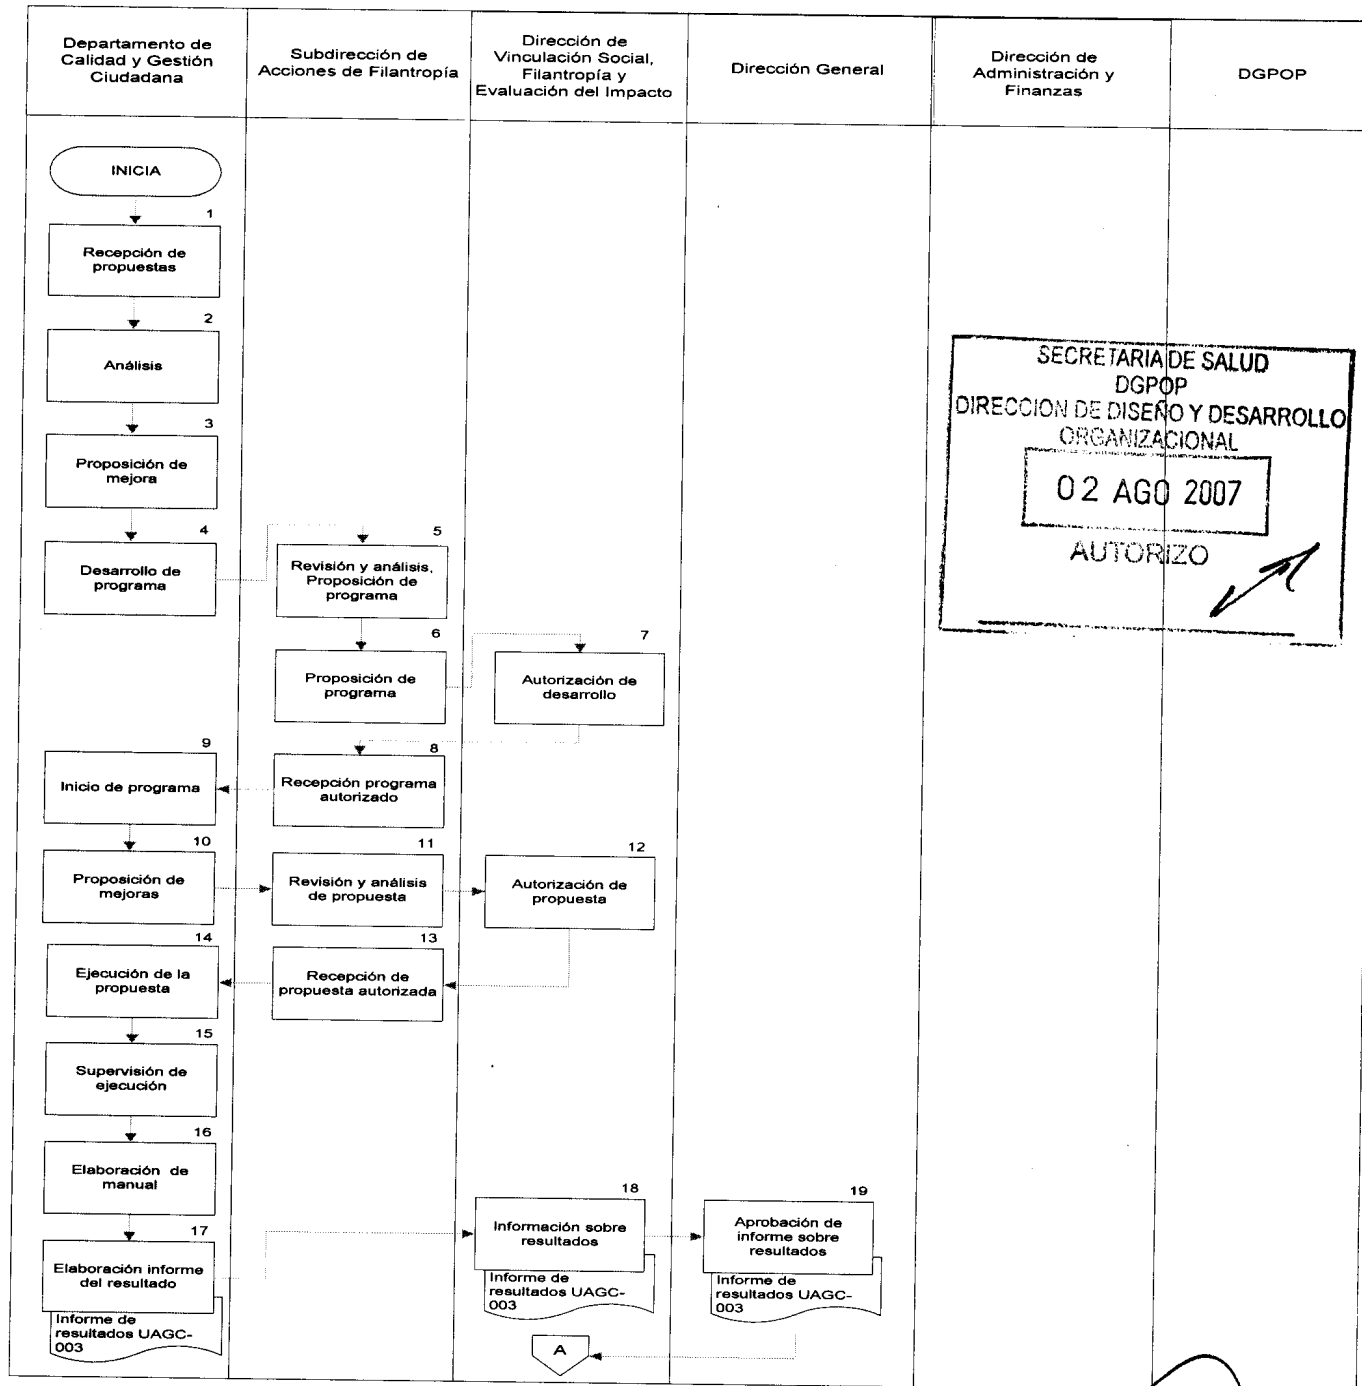 Departamento de
Calidad y Gestión
Ciudadana
Subdirección de
Acciones de Filantropía
Dirección de
Vinculación Social,
Filantropía y
Evaluación del Impacto
Dirección General
Dirección de
Administración y
Finanzas
DGPOP
INICIA
1
Recepción de
propuestas
2
Análisis
3
Proposición de
mejora
4
Desarrollo de
programa
5
Revisión y análisis,
Proposición de
programa
6
Proposición de
programa
7
Autorización de
desarrollo
8
Recepción programa
autorizado
9
Inicio de programa
10
Proposición de
mejoras
11
Revisión y análisis
de propuesta
12
Autorización de
propuesta
13
Recepción de
propuesta autorizada
14
Ejecución de la
propuesta
15
Supervisión de
ejecución
16
Elaboración de
manual
17
Elaboración informe
del resultado
Informe de
resultados UAGC-
003
18
Información sobre
resultados
Informe de
resultados UAGC-
003
19
Aprobación de
informe sobre
resultados
Informe de
resultados UAGC-
003
A
SECRETARIA DE SALUD
DGPOP
DIRECCION DE DISEÑO Y DESARROLLO
ORGANIZACIONAL
02 AGO 2007
AUTORIZO